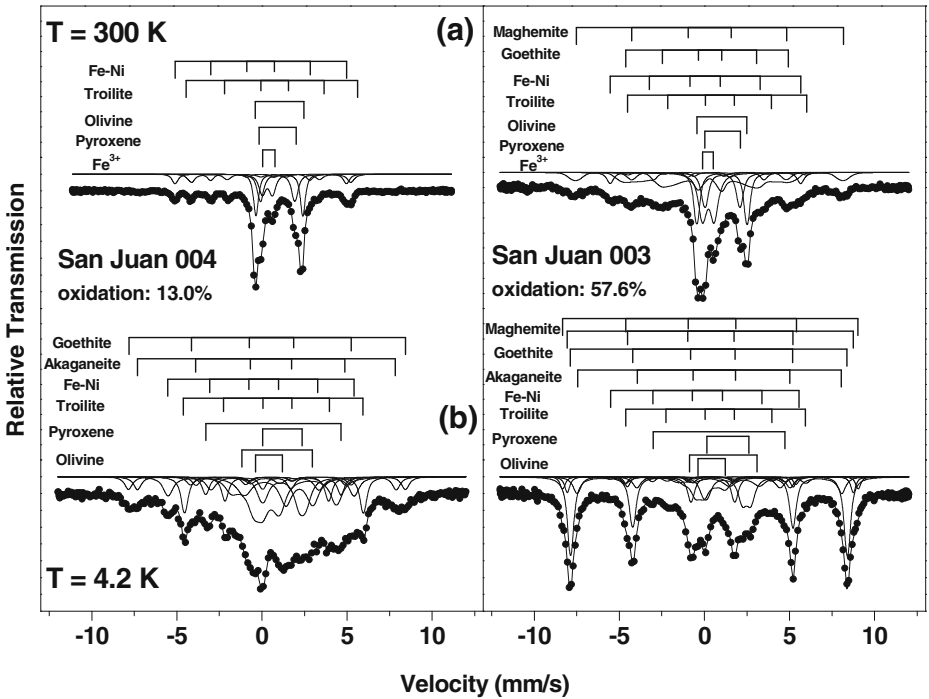 T = 300 K
(a)
Fe-Ni
Troilite
Olivine
Pyroxene
Fe3+
San Juan 004
oxidation: 13.0%
Maghemite
Goethite
Fe-Ni
Troilite
Olivine
Pyroxene
Fe3+
San Juan 003
oxidation: 57.6%
Relative Transmission
Goethite
Akaganeite
Fe-Ni
Troilite
Pyroxene
Olivine
(b)
T = 4.2 K
Maghemite
Goethite
Akaganeite
Fe-Ni
Troilite
Pyroxene
Olivine
-10 -5 0 5 10 -10 -5 0 5 10
Velocity (mm/s)